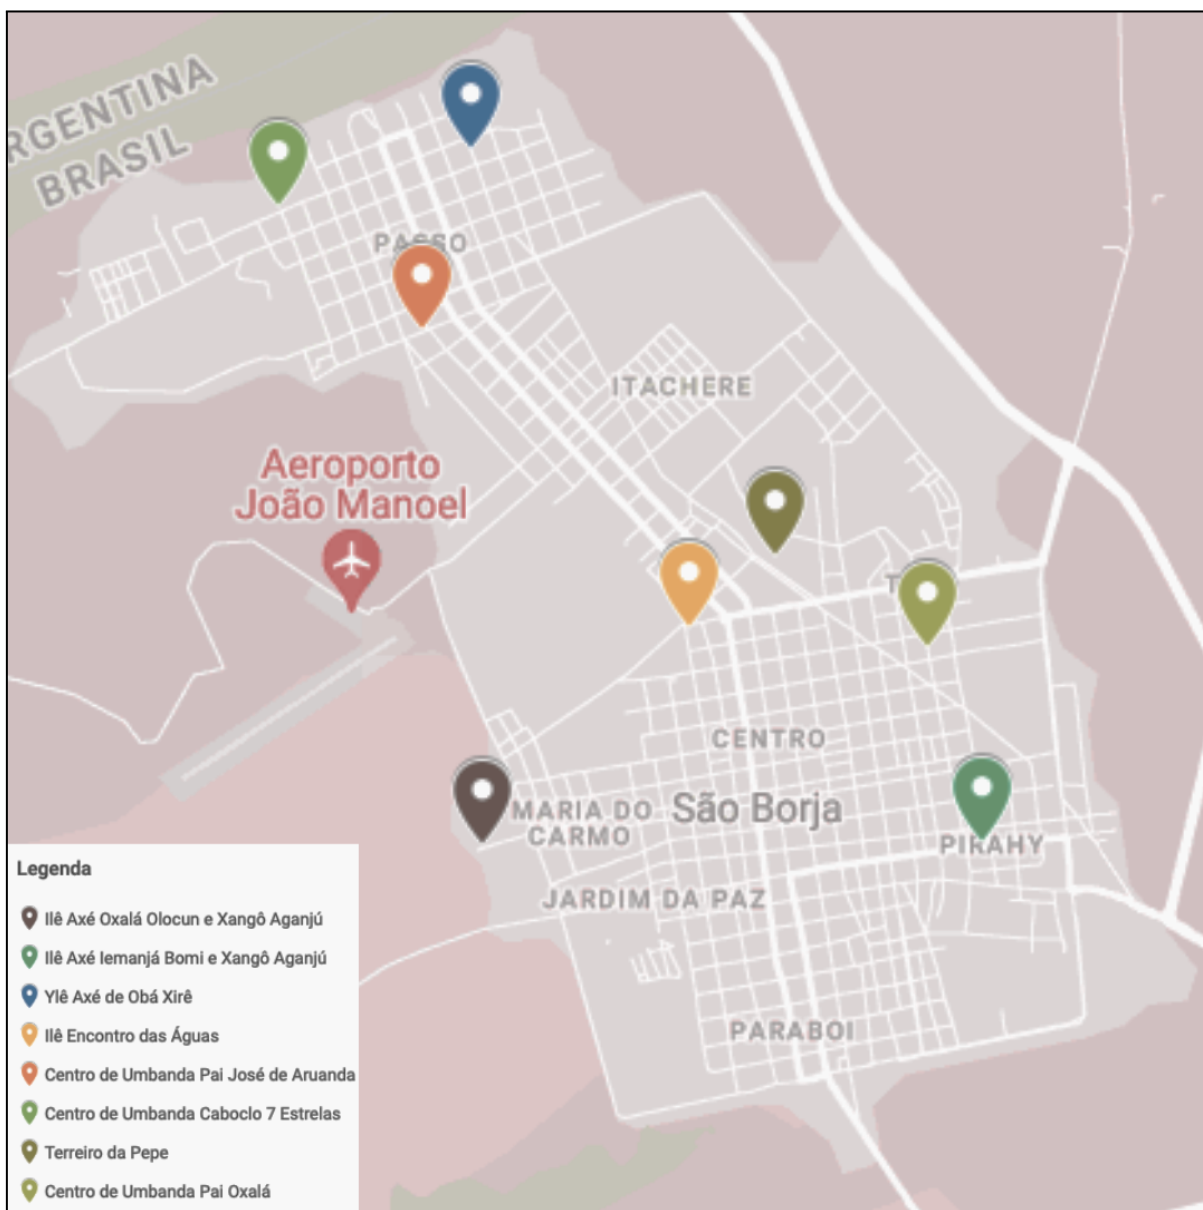 RGENTINA
BRASIL
PASSO
ITACHERE
Aeroporto
João Manoel
CENTRO
São Borja
MARIA DO
CARMO
PIRAHY
JARDIM DA PAZ
PARABOI
Legenda
Ilê Axé Oxalá Olocun e Xangô Aganjú
Ilê Axé Iemanjá Bomi e Xangô Aganjú
Ylê Axé de Obá Xirê
Ilê Encontro das Águas
Centro de Umbanda Pai José de Aruanda
Centro de Umbanda Caboclo 7 Estrelas
Terreiro da Pepe
Centro de Umbanda Pai Oxalá